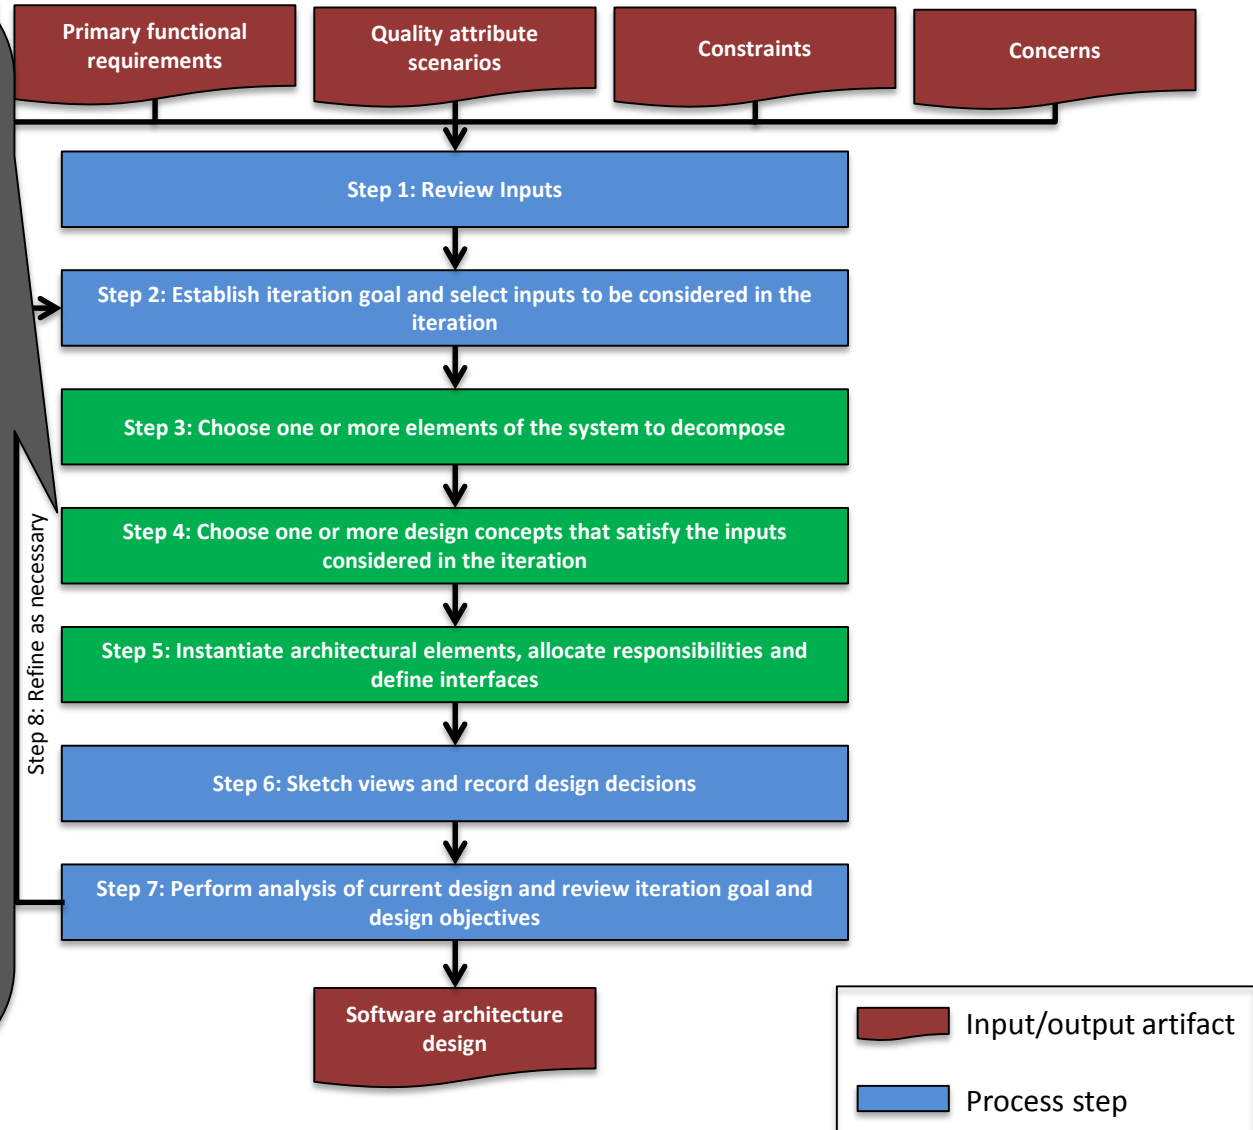 Primary functional
requirements
Quality attribute
scenarios
Constraints
Concerns
Step 1: Review Inputs
Step 2: Establish iteration goal and select inputs to be considered in the
iteration
Step 3: Choose one or more elements of the system to decompose
Step 4: Choose one or more design concepts that satisfy the inputs
considered in the iteration
Step 5: Instantiate architectural elements, allocate responsibilities and
define interfaces
Step 6: Sketch views and record design decisions
Step 7: Perform analysis of current design and review iteration goal and
design objectives
Step 8: Refine as necessary
Software architecture
design
Input/output artifact
Process step